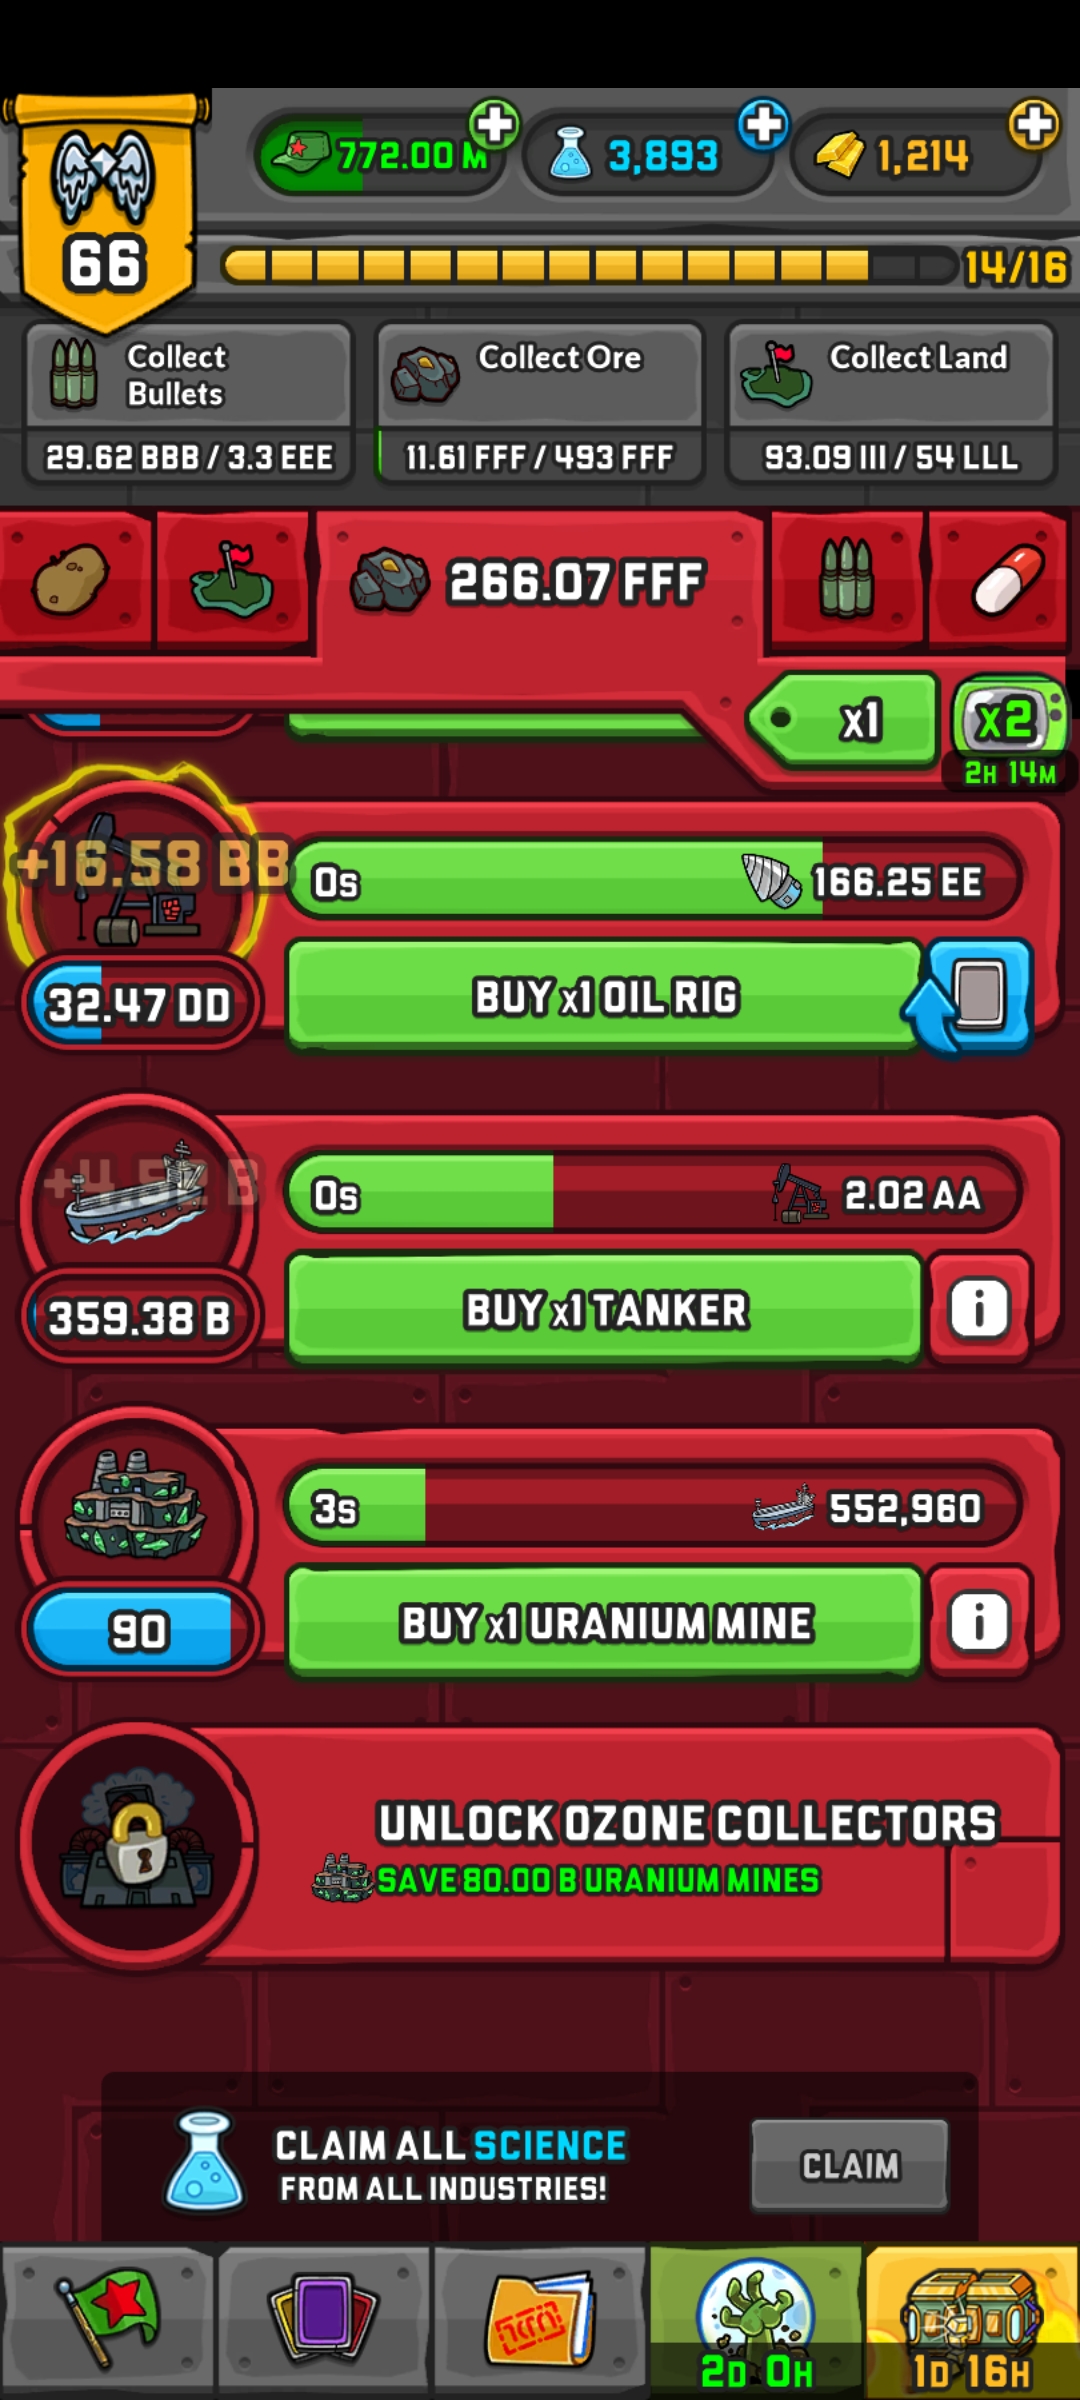 772.00 M
3,893
1,214
66
14/16
Collect
Bullets
29.62 BBB / 3.3 EEE
Collect Ore
11.61 FFF / 493 FFF
Collect Land
93.09 III / 54 LLL
266.07 FFF
x1
x2
2H 14M
+16.58 BB
0s
166.25 EE
32.47 DD
BUY x1 OIL RIG
+4.52 B
0s
2.02 AA
359.38 B
BUY x1 TANKER
i
3s
552,960
90
BUY x1 URANIUM MINE
i
UNLOCK OZONE COLLECTORS
SAVE 80.00 B URANIUM MINES
CLAIM ALL SCIENCE
FROM ALL INDUSTRIES!
CLAIM
2D 0H
1D 16H